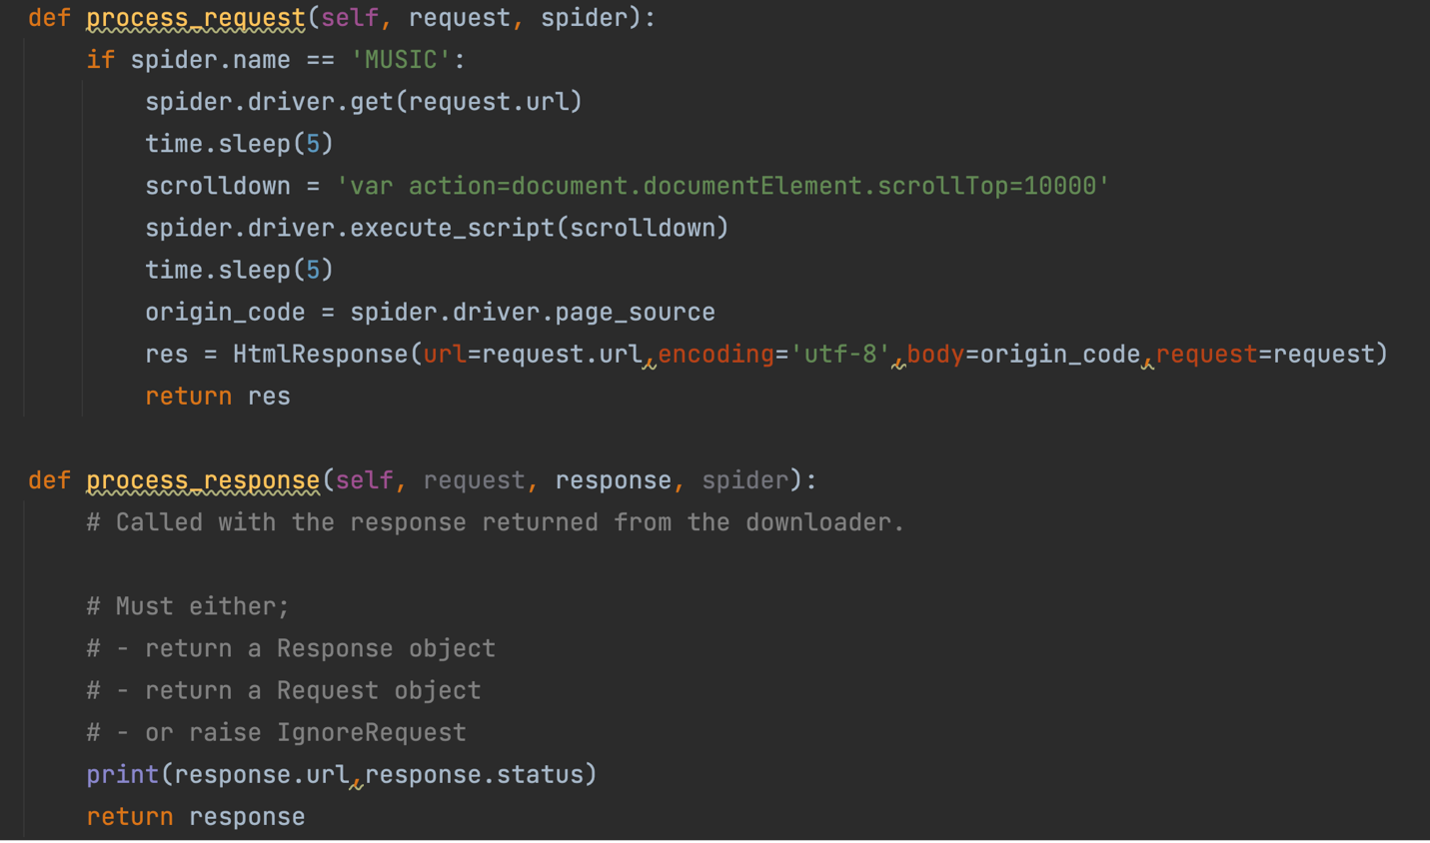 def process_request(self, request, spider):
    if spider.name == 'MUSIC':
        spider.driver.get(request.url)
        time.sleep(5)
        scrolldown = 'var action=document.documentElement.scrollTop=10000'
        spider.driver.execute_script(scrolldown)
        time.sleep(5)
        origin_code = spider.driver.page_source
        res = HtmlResponse(url=request.url,encoding='utf-8',body=origin_code,request=request)
        return res
def process_response(self, request, response, spider):
    # Called with the response returned from the downloader.
    # Must either;
    # - return a Response object
    # - return a Request object
    # - or raise IgnoreRequest
    print(response.url,response.status)
    return response